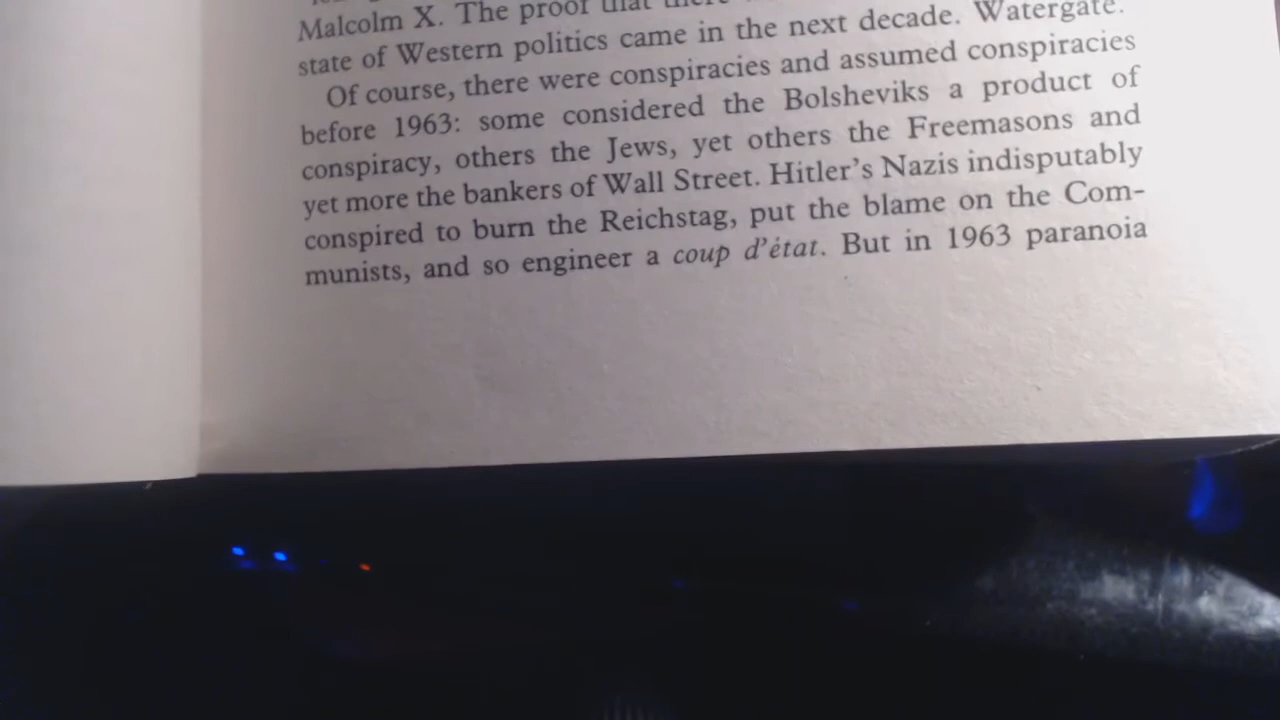 Malcolm X. The proof that there
state of Western politics came in the next decade. Watergate.
Of course, there were conspiracies and assumed conspiracies
before 1963: some considered the Bolsheviks a product of
conspiracy, others the Jews, yet others the Freemasons and
yet more the bankers of Wall Street. Hitler’s Nazis indisputably
conspired to burn the Reichstag, put the blame on the Com-
munists, and so engineer a coup d’état. But in 1963 paranoia